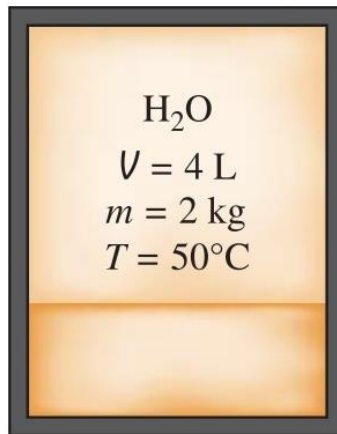 H₂O
V = 4 L
m = 2 kg
T = 50°C